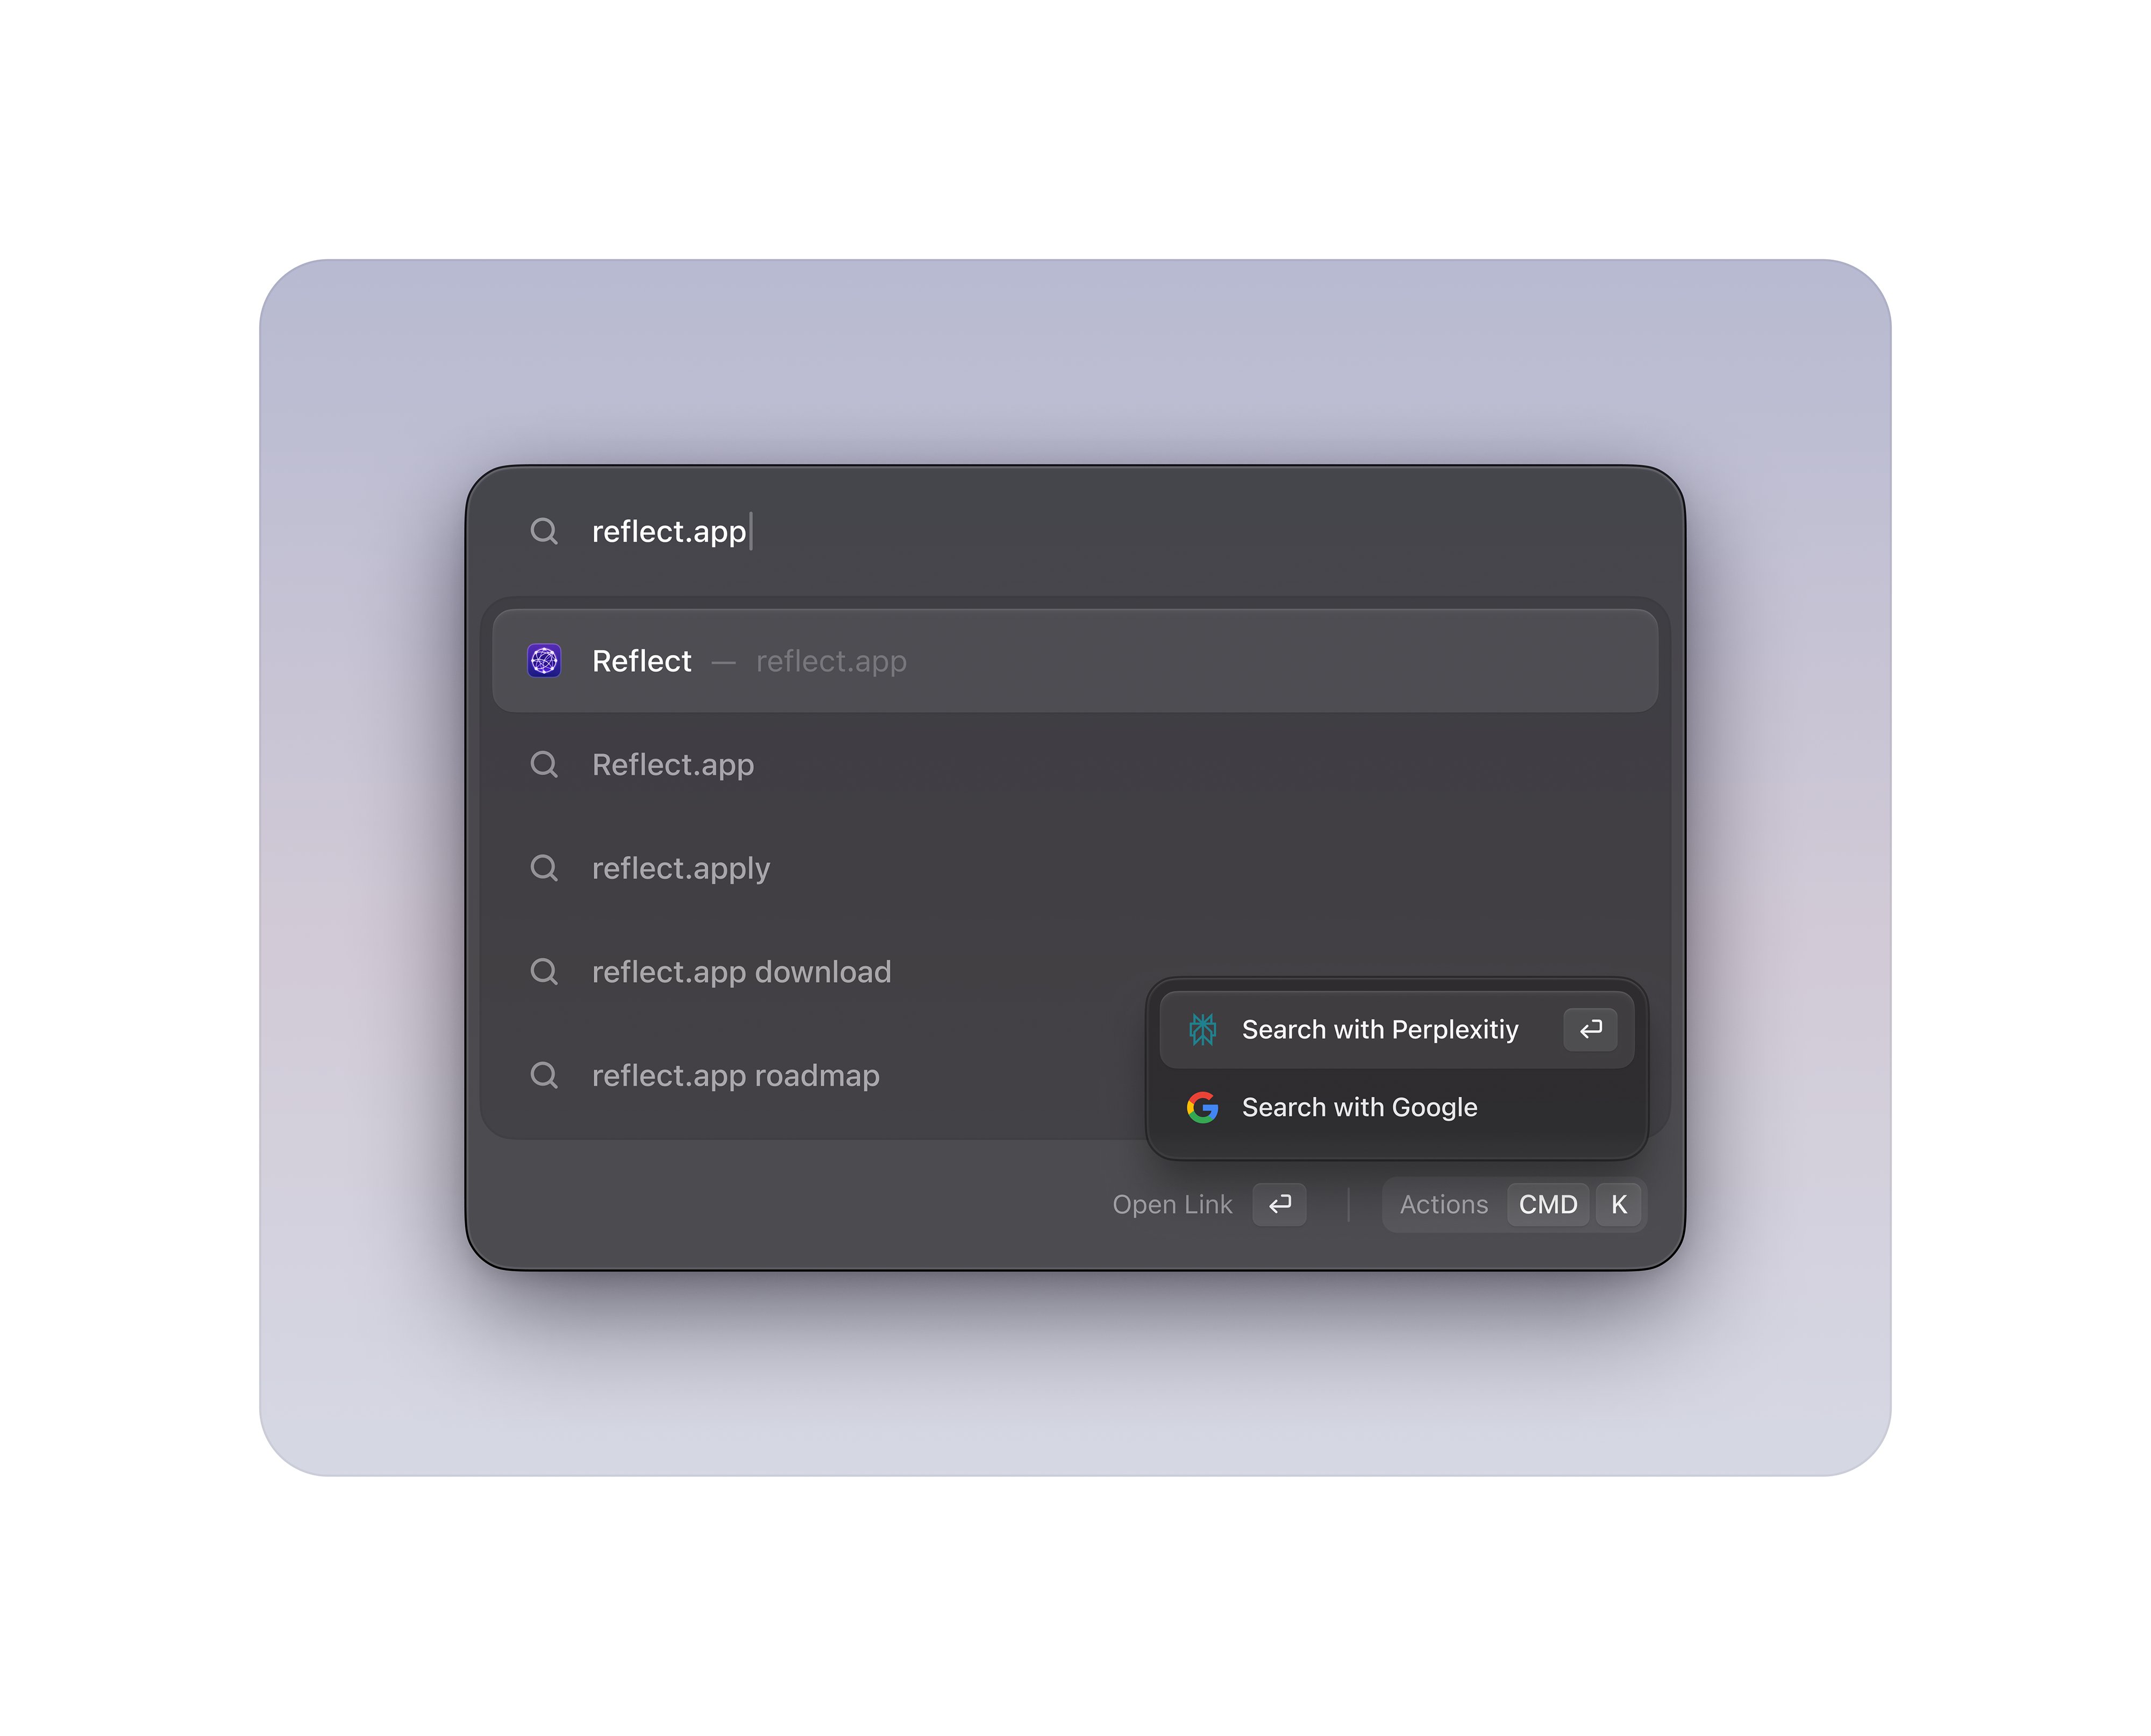 reflect.app
Reflect — reflect.app
Reflect.app
reflect.apply
reflect.app download
reflect.app roadmap
Search with Perplexitiy
Search with Google
Open Link
Actions CMD K